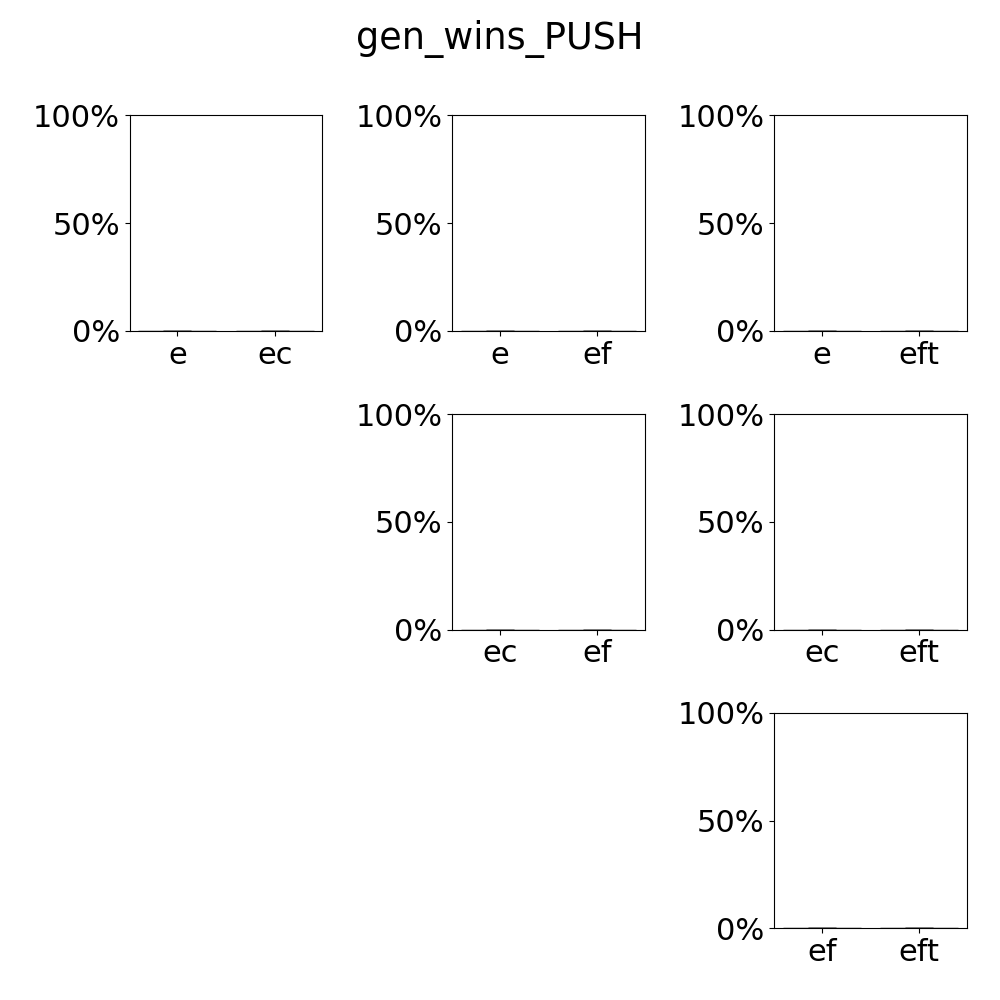 gen_wins_PUSH
100% 100% 100%
50% 50% 50%
0% 0% 0%
e ec e ef e eft
100% 100%
50% 50%
0% 0%
ec ef ec eft
100%
50%
0%
ef eft